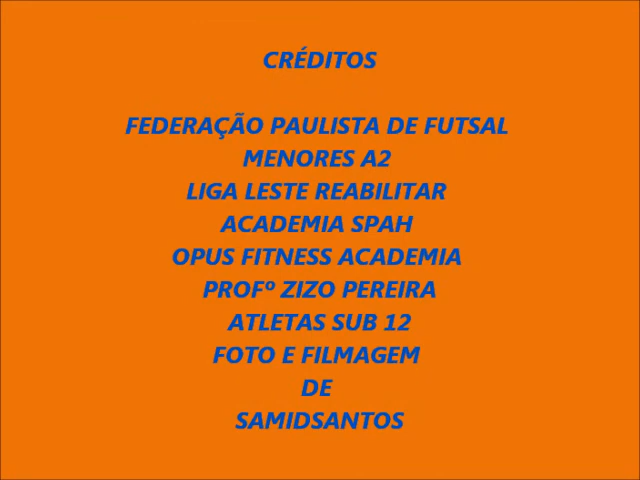 CRÉDITOS
FEDERAÇÃO PAULISTA DE FUTSAL
MENORES A2
LIGA LESTE REABILITAR
ACADEMIA SPAH
OPUS FITNESS ACADEMIA
PROFº ZIZO PEREIRA
ATLETAS SUB 12
FOTO E FILMAGEM
DE
SAMIDSANTOS